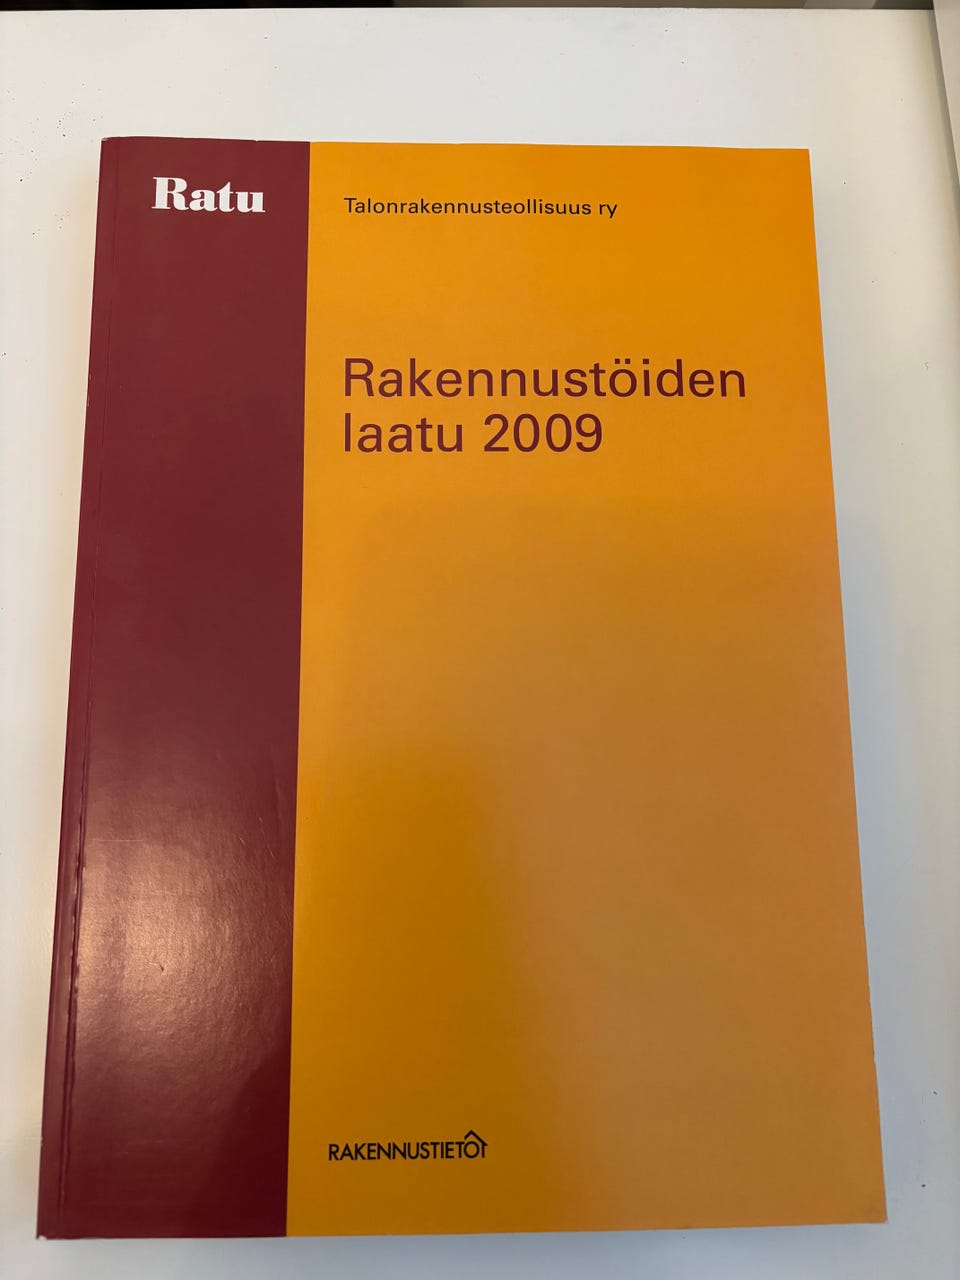 Ratu
Talonrakennusteollisuus ry
Rakennustöiden
laatu 2009
RAKENNUSTIETO